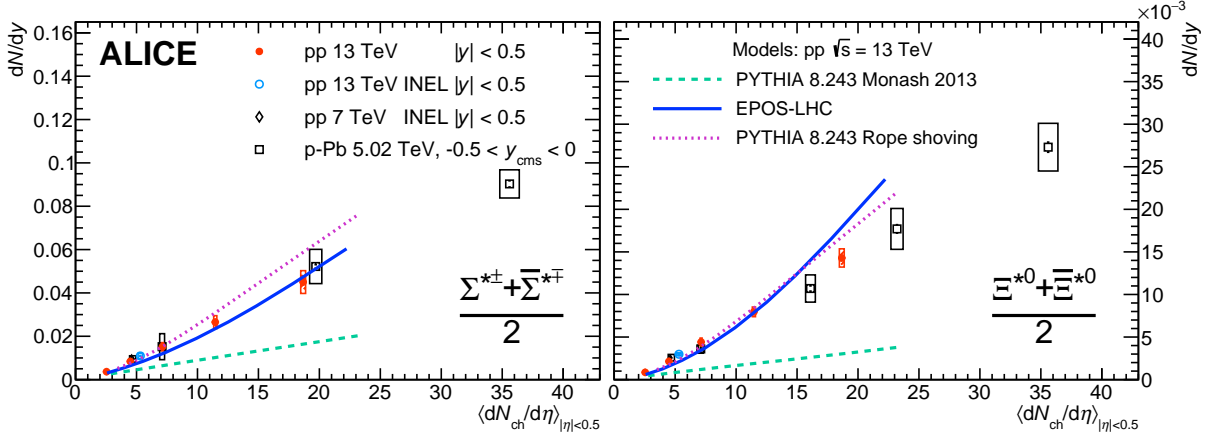 ALICE
dN/dy
0.16
0.14
0.12
0.1
0.08
0.06
0.04
0.02
0
pp 13 TeV |y| < 0.5
pp 13 TeV INEL |y| < 0.5
pp 7 TeV INEL |y| < 0.5
p-Pb 5.02 TeV, -0.5 < y_cms < 0
(Σ*± + Σ̅*∓)/2
0 5 10 15 20 25 30 35 40
⟨dN_ch/dη⟩_|η|<0.5
Models: pp √s = 13 TeV
PYTHIA 8.243 Monash 2013
EPOS-LHC
PYTHIA 8.243 Rope shoving
(Ξ*0 + Ξ̅*0)/2
0 5 10 15 20 25 30 35 40
⟨dN_ch/dη⟩_|η|<0.5
×10⁻³
dN/dy
40
35
30
25
20
15
10
5
0